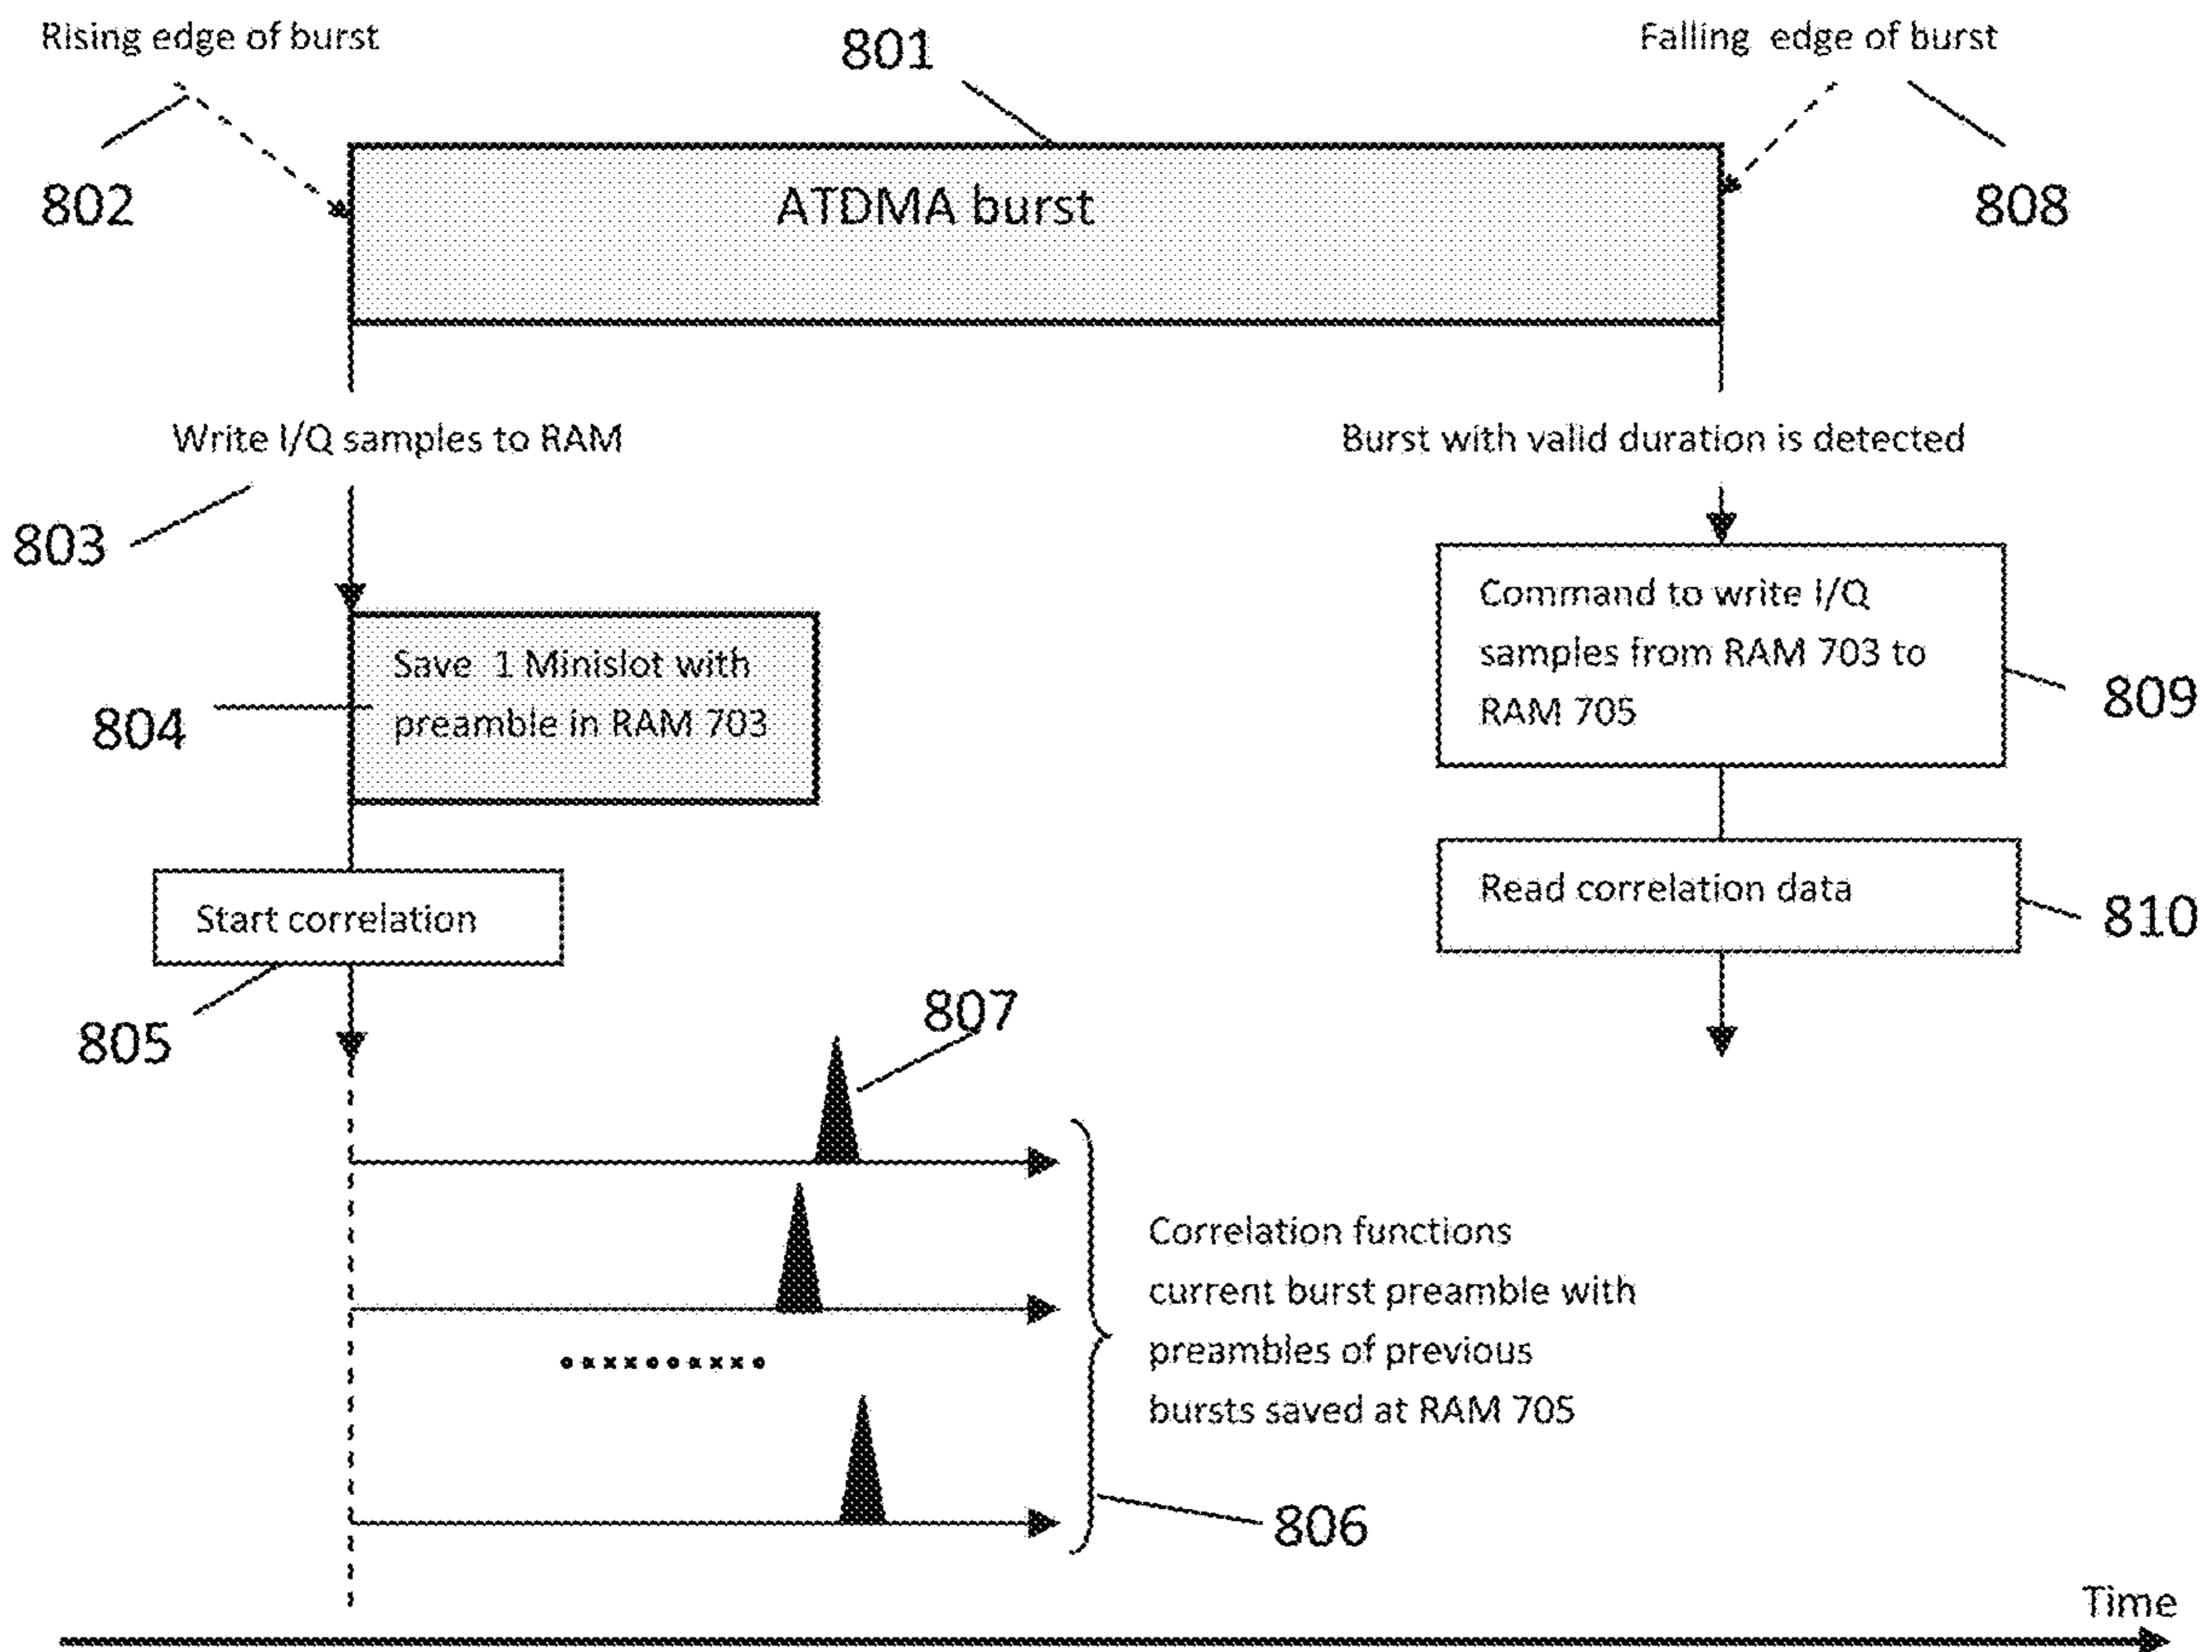 Rising edge of burst
801
Falling edge of burst
802
ATDMA burst
808
Write I/Q samples to RAM
Burst with valid duration is detected
803
Command to write I/Q
samples from RAM 703 to
RAM 705
809
Save 1 Minislot with
preamble in RAM 703
804
Start correlation
Read correlation data
810
805
807
Correlation functions
current burst preamble with
preambles of previous
bursts saved at RAM 705
806
Time